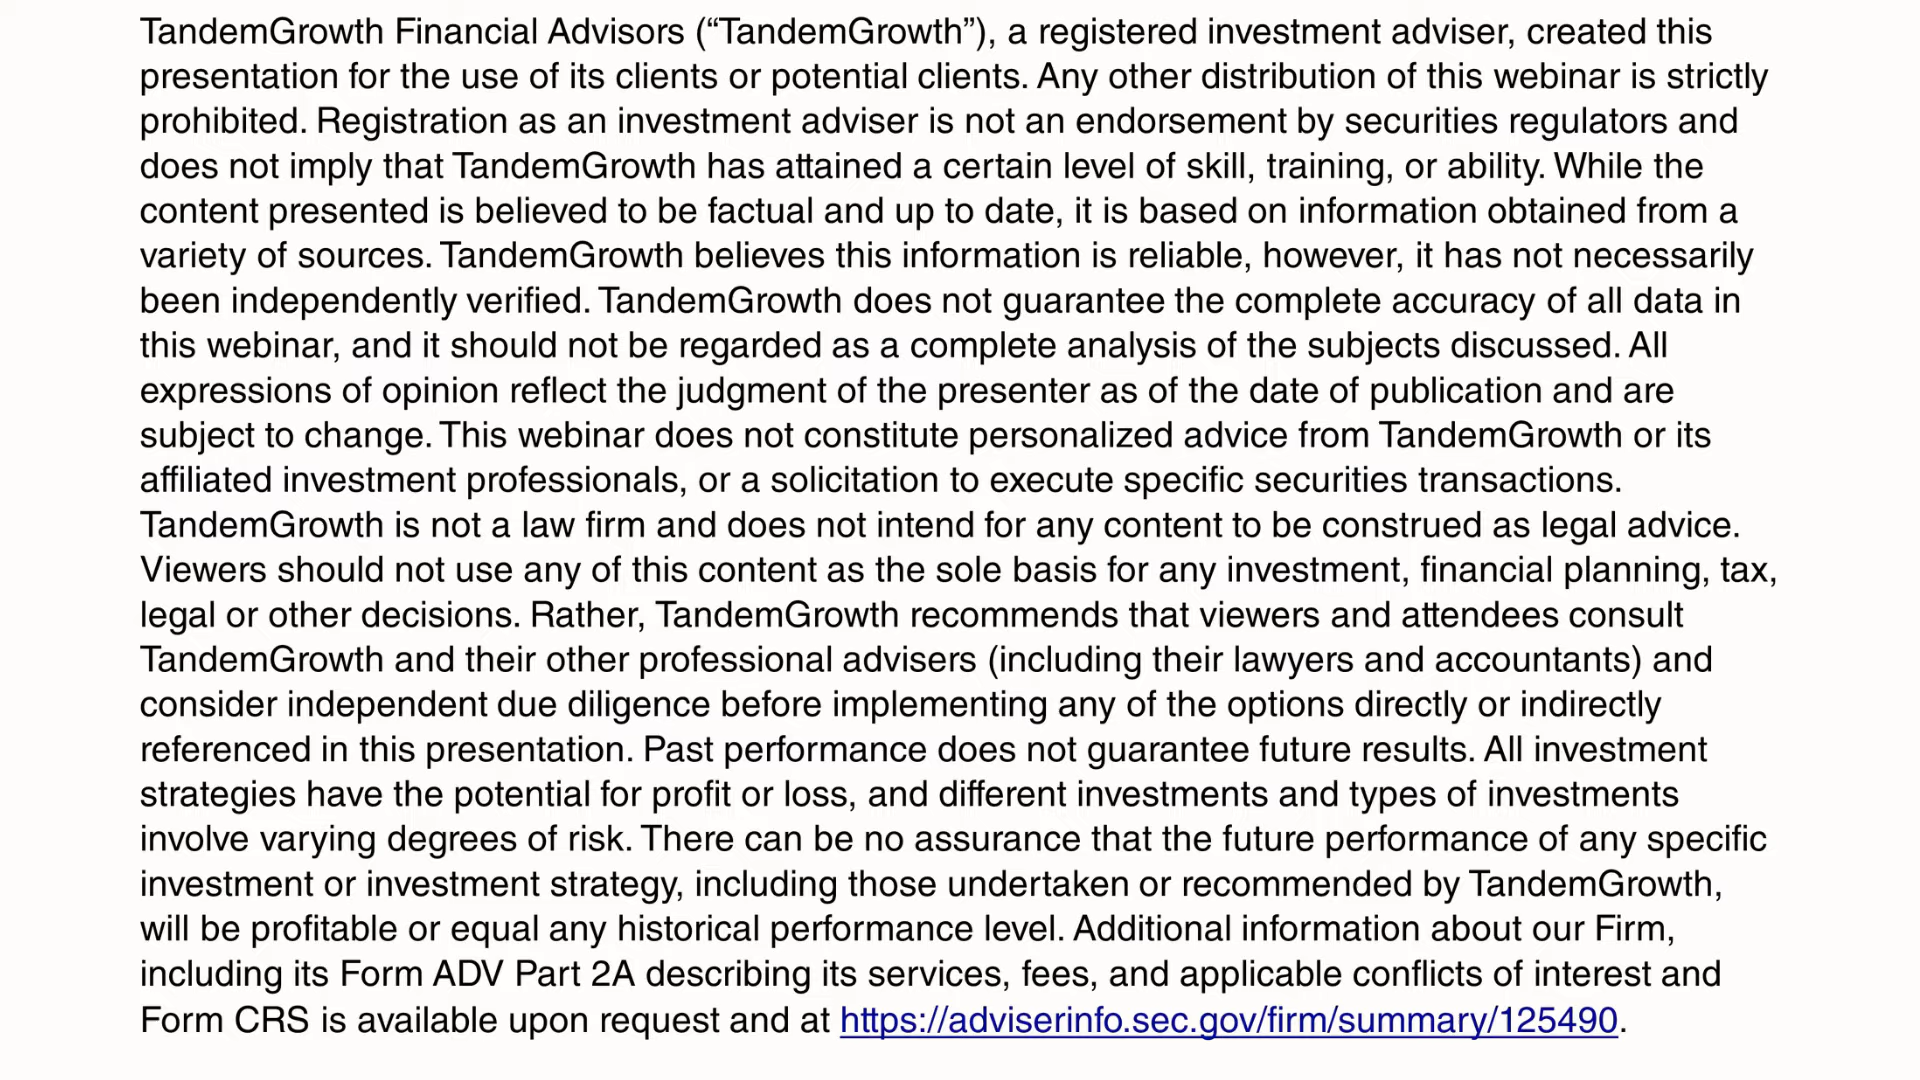 TandemGrowth Financial Advisors (“TandemGrowth”), a registered investment adviser, created this
presentation for the use of its clients or potential clients. Any other distribution of this webinar is strictly
prohibited. Registration as an investment adviser is not an endorsement by securities regulators and
does not imply that TandemGrowth has attained a certain level of skill, training, or ability. While the
content presented is believed to be factual and up to date, it is based on information obtained from a
variety of sources. TandemGrowth believes this information is reliable, however, it has not necessarily
been independently verified. TandemGrowth does not guarantee the complete accuracy of all data in
this webinar, and it should not be regarded as a complete analysis of the subjects discussed. All
expressions of opinion reflect the judgment of the presenter as of the date of publication and are
subject to change. This webinar does not constitute personalized advice from TandemGrowth or its
affiliated investment professionals, or a solicitation to execute specific securities transactions.
TandemGrowth is not a law firm and does not intend for any content to be construed as legal advice.
Viewers should not use any of this content as the sole basis for any investment, financial planning, tax,
legal or other decisions. Rather, TandemGrowth recommends that viewers and attendees consult
TandemGrowth and their other professional advisers (including their lawyers and accountants) and
consider independent due diligence before implementing any of the options directly or indirectly
referenced in this presentation. Past performance does not guarantee future results. All investment
strategies have the potential for profit or loss, and different investments and types of investments
involve varying degrees of risk. There can be no assurance that the future performance of any specific
investment or investment strategy, including those undertaken or recommended by TandemGrowth,
will be profitable or equal any historical performance level. Additional information about our Firm,
including its Form ADV Part 2A describing its services, fees, and applicable conflicts of interest and
Form CRS is available upon request and at https://adviserinfo.sec.gov/firm/summary/125490.